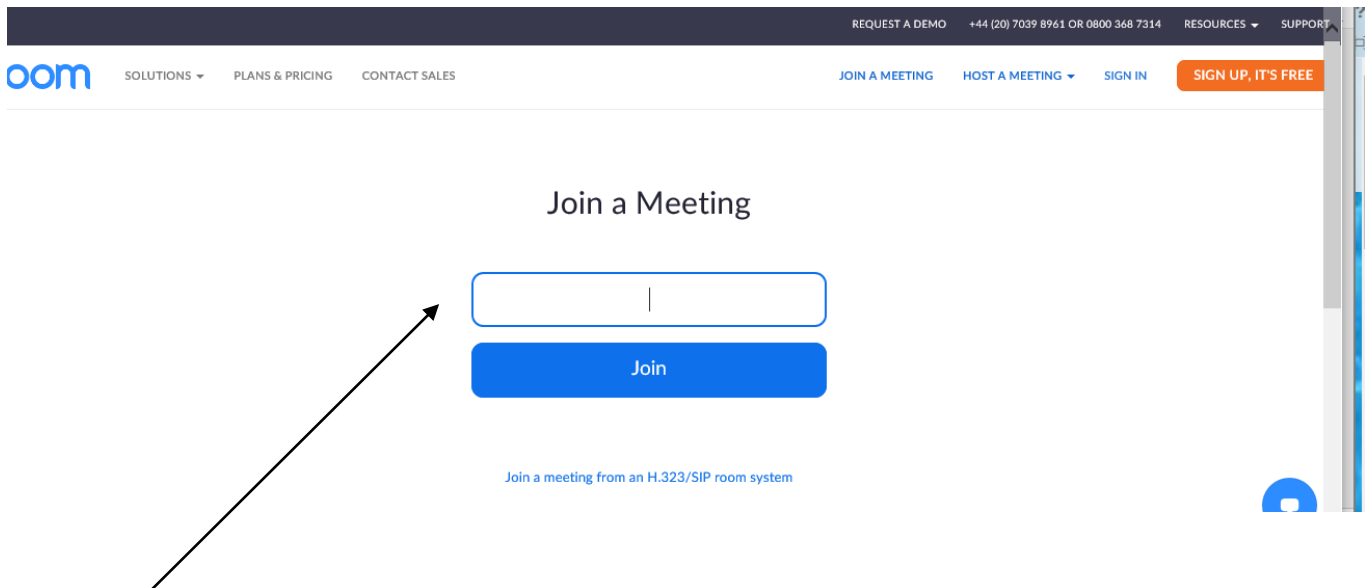 REQUEST A DEMO +44 (20) 7039 8961 OR 0800 368 7314 RESOURCES SUPPORT
oom SOLUTIONS PLANS & PRICING CONTACT SALES JOIN A MEETING HOST A MEETING SIGN IN SIGN UP, IT'S FREE
Join a Meeting
Join
Join a meeting from an H.323/SIP room system